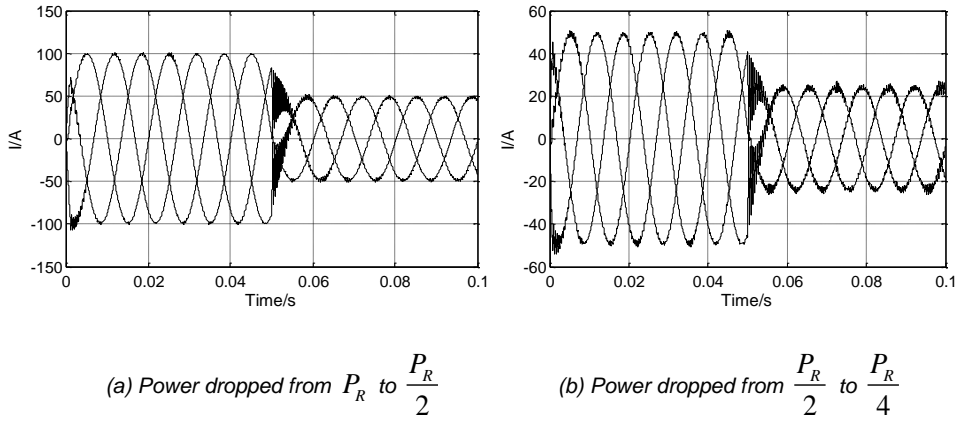 150
100
50
0
-50
-100
-150
I/A
0 0.02 0.04 0.06 0.08 0.1
Time/s
60
40
20
0
-20
-40
-60
I/A
0 0.02 0.04 0.06 0.08 0.1
Time/s
(a) Power dropped from P_R to P_R/2
(b) Power dropped from P_R/2 to P_R/4